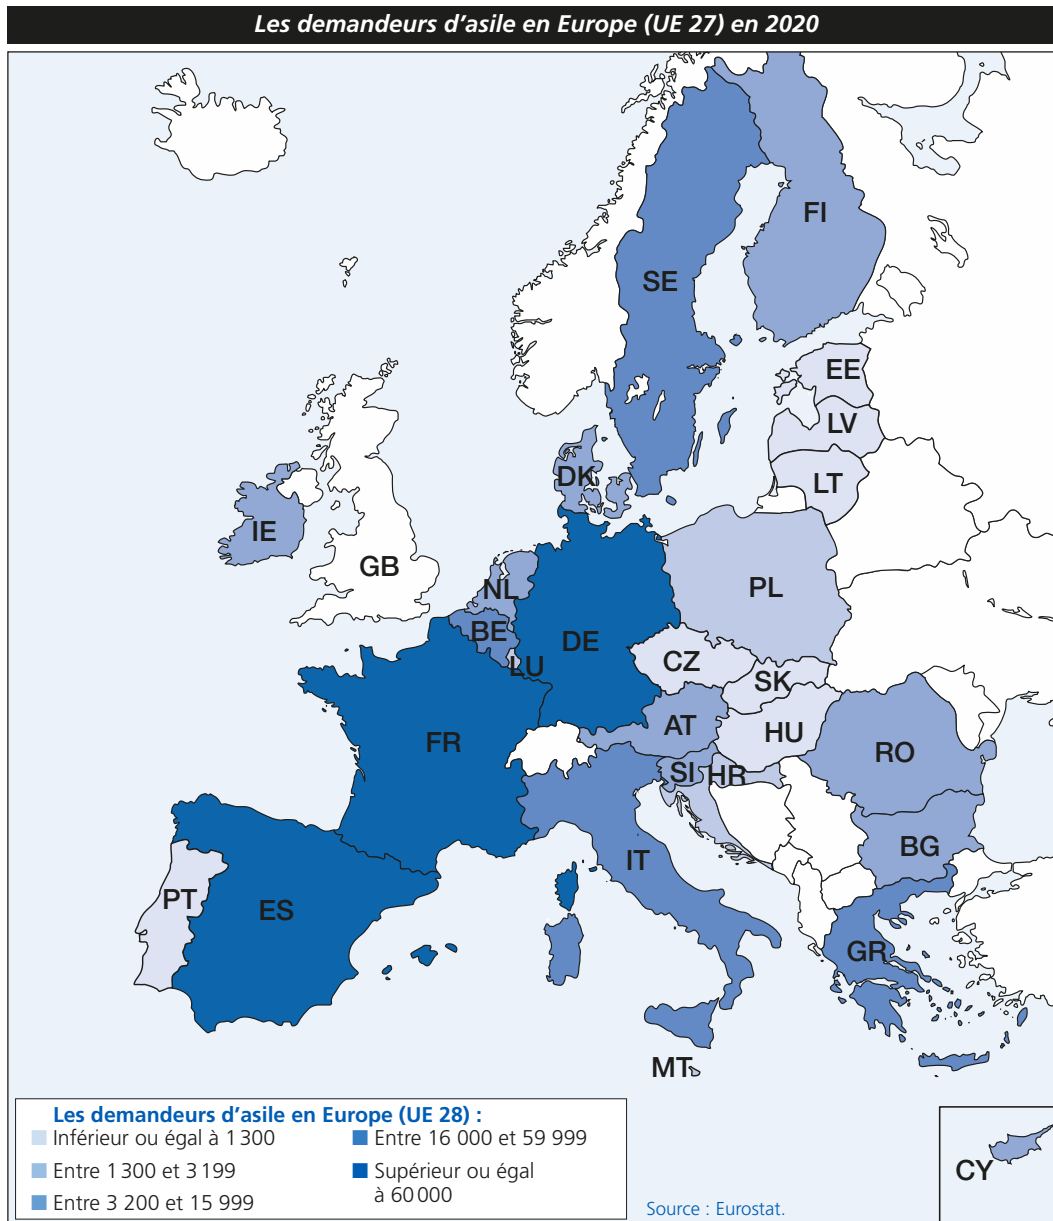 Les demandeurs d'asile en Europe (UE 27) en 2020
FI
SE
EE
LV
LT
DK
IE
GB
NL
BE
LU
DE
PL
CZ
SK
FR
AT
HU
RO
SI
HR
BG
IT
PT
ES
GR
MT
CY
Les demandeurs d'asile en Europe (UE 28) :
Inférieur ou égal à 1 300
Entre 1 300 et 3 199
Entre 3 200 et 15 999
Entre 16 000 et 59 999
Supérieur ou égal
à 60 000
Source : Eurostat.